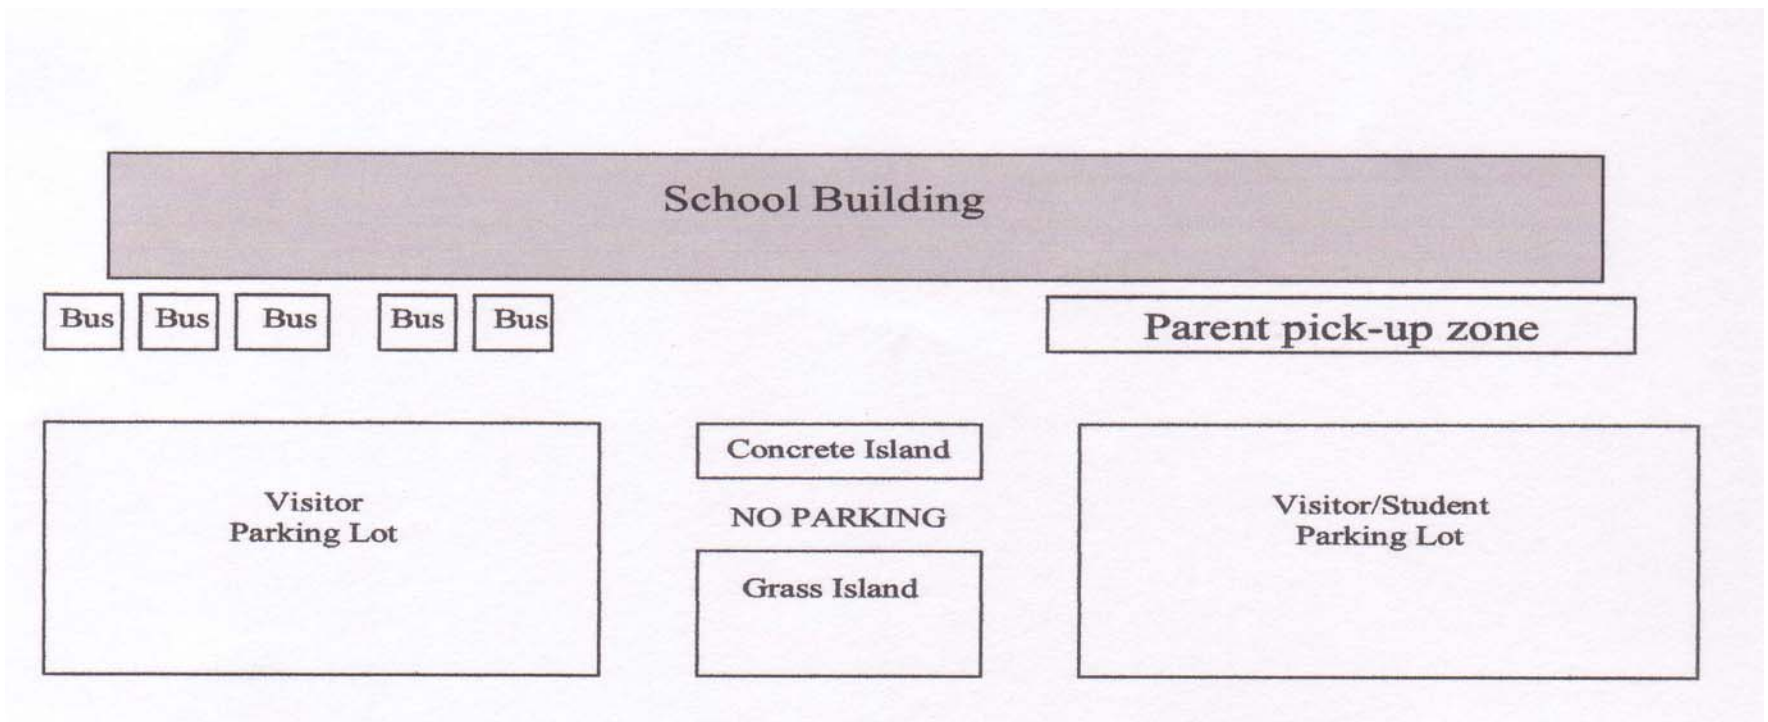 School Building
Bus Bus Bus Bus Bus
Parent pick-up zone
Concrete Island
Visitor
Parking Lot
NO PARKING
Visitor/Student
Parking Lot
Grass Island